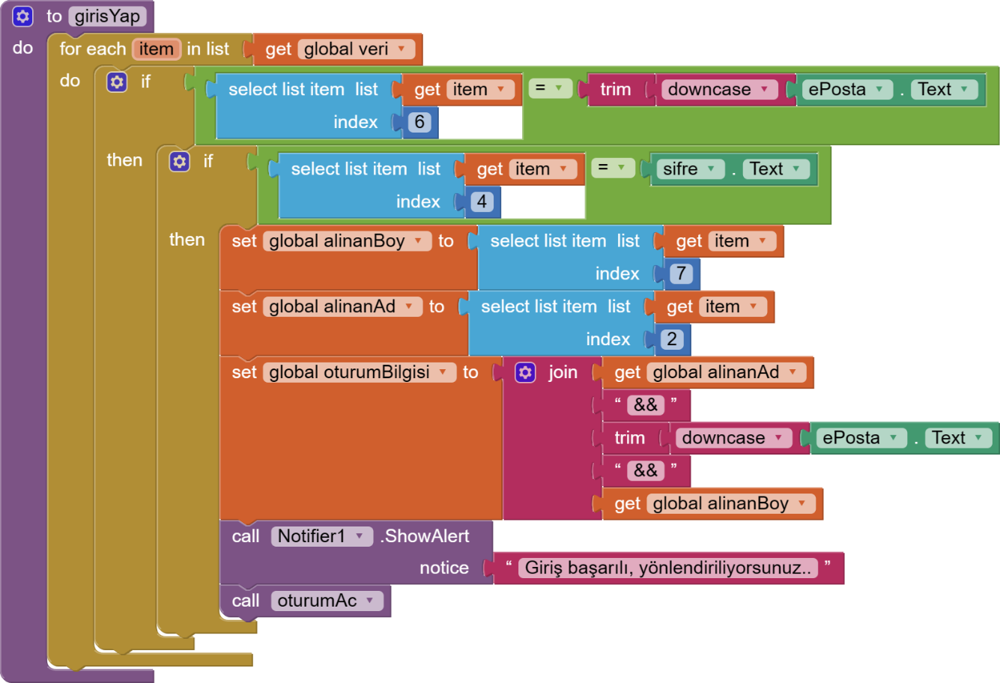 to girisYap
do for each item in list get global veri
do if select list item list get item = trim downcase ePosta . Text
index 6
then if select list item list get item = sifre . Text
index 4
then set global alinanBoy to select list item list get item
index 7
set global alinanAd to select list item list get item
index 2
set global oturumBilgisi to join get global alinanAd
“ && ”
trim downcase ePosta . Text
“ && ”
get global alinanBoy
call Notifier1 .ShowAlert
notice “ Giriş başarılı, yönlendiriliyorsunuz.. ”
call oturumAc